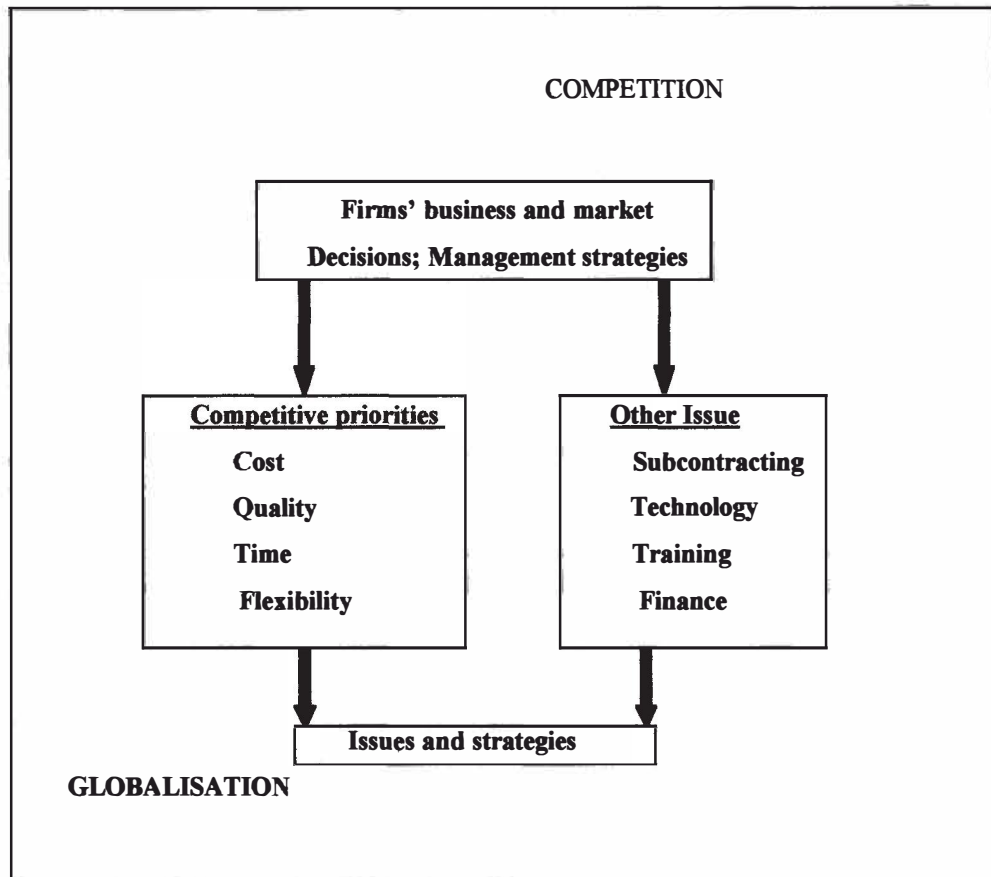 COMPETITION
Firms' business and market
Decisions; Management strategies
Competitive priorities
Cost
Quality
Time
Flexibility
Other Issue
Subcontracting
Technology
Training
Finance
Issues and strategies
GLOBALISATION